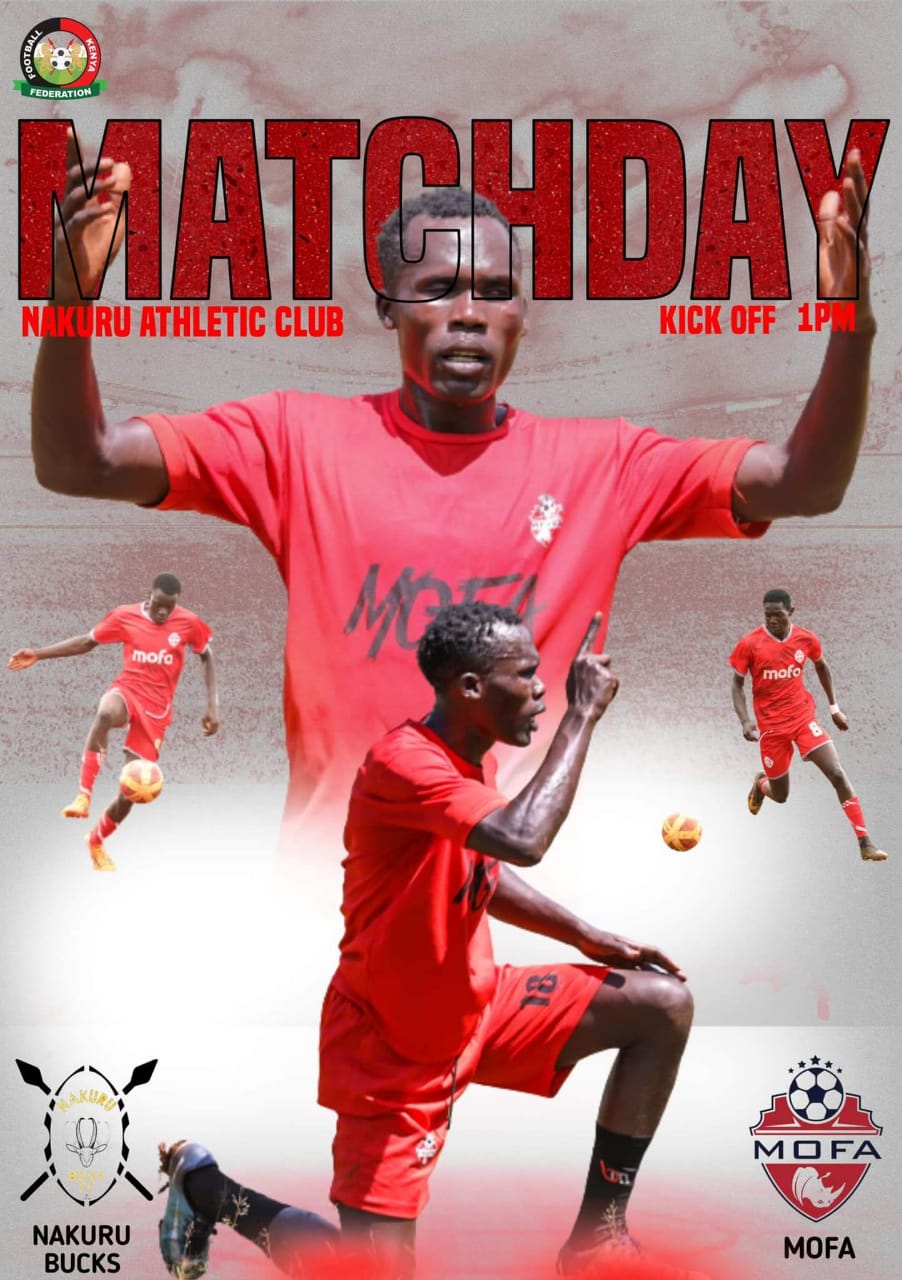 FOOTBALL
KENYA
FEDERATION
MATCHDAY
NAKURU ATHLETIC CLUB
KICK OFF 1PM
MOFA
mofa
mofa
8
18
NAKURU
MOFA
NAKURU
BUCKS
MOFA